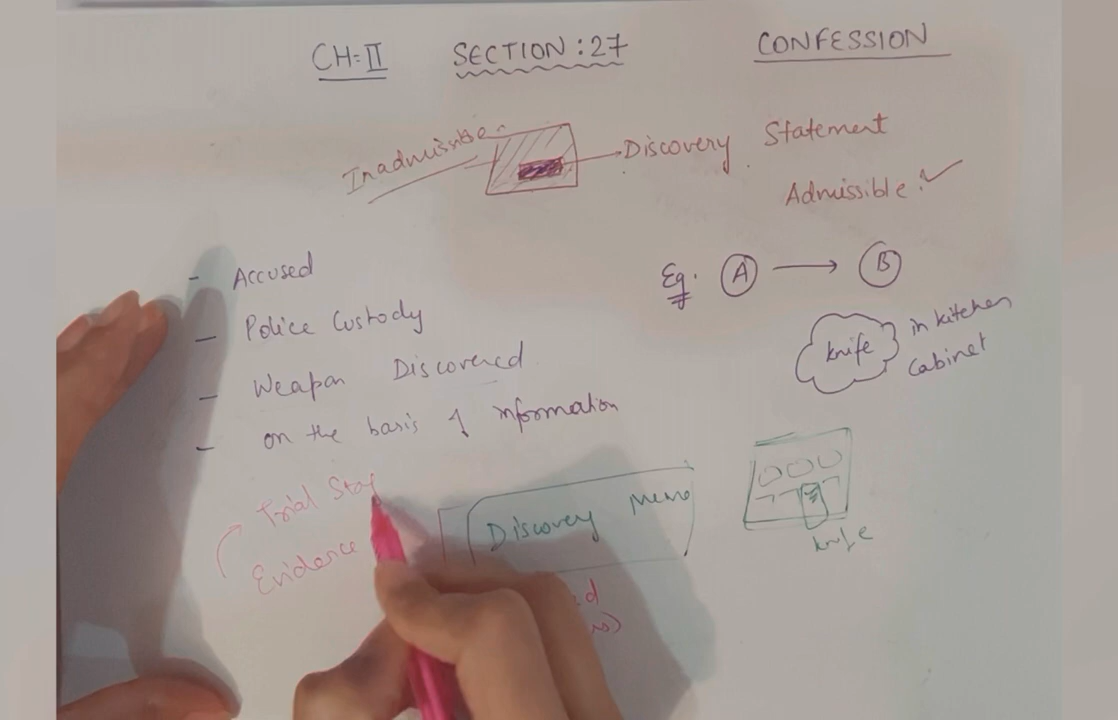 CH: II SECTION : 27 CONFESSION
Inadmissible
Discovery Statement
Admissible. ✓
- Accused
- Police Custody
- Weapon Discovered
- on the basis of information
Eg. A → B
knife in kitchen
cabinet
Trial Stag
Evidence
Discovery Memo
knife